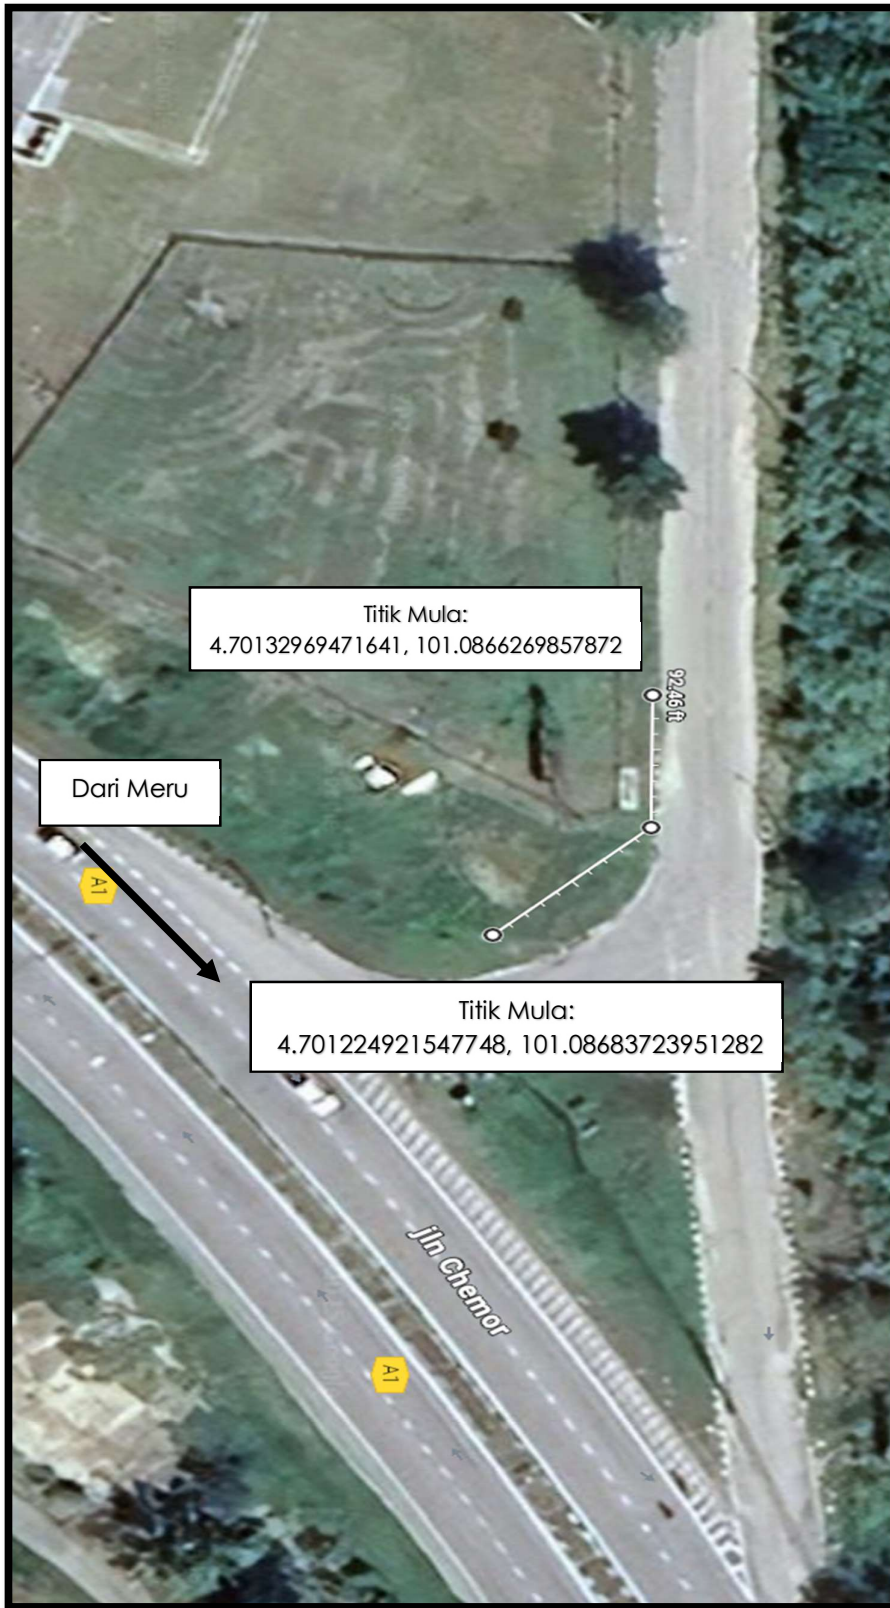 Titik Mula:
4.70132969471641, 101.0866269857872
92.46 ft
Dari Meru
A1
Titik Mula:
4.701224921547748, 101.08683723951282
jln Chemor
A1